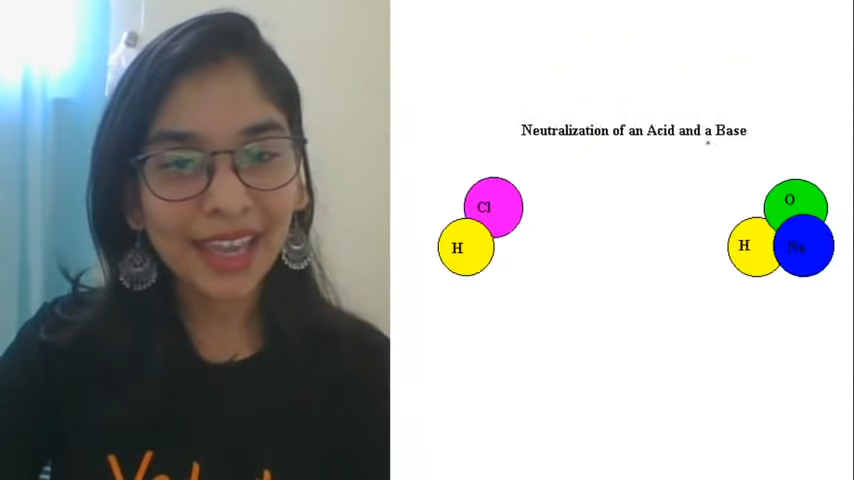 Neutralization of an Acid and a Base
Cl
H
O
H
Na